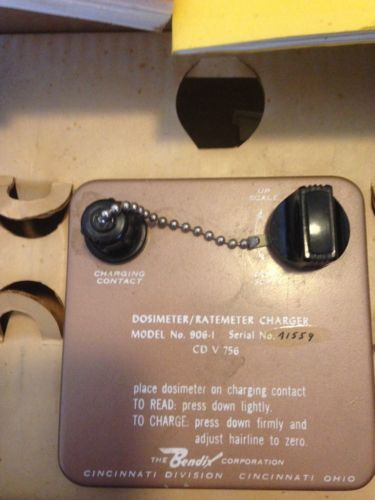 UP
SCALE
CHARGING
CONTACT
DOSIMETER/RATEMETER CHARGER
MODEL No. 906-1 Serial No. 41559
CD V 756
place dosimeter on charging contact
TO READ: press down lightly.
TO CHARGE: press down firmly and
adjust hairline to zero.
THE Bendix CORPORATION
CINCINNATI DIVISION CINCINNATI OHIO